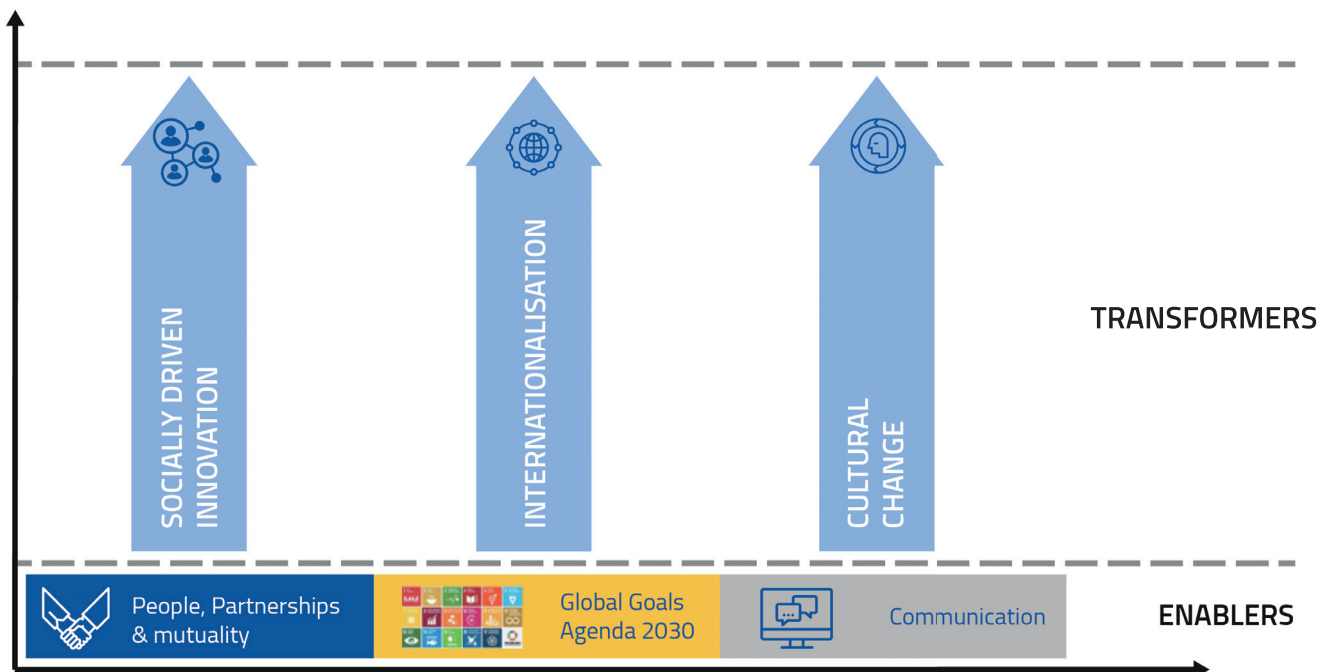 SOCIALLY DRIVEN
INNOVATION
INTERNATIONALISATION
CULTURAL
CHANGE
TRANSFORMERS
People, Partnerships
& mutuality
Global Goals
Agenda 2030
Communication
ENABLERS